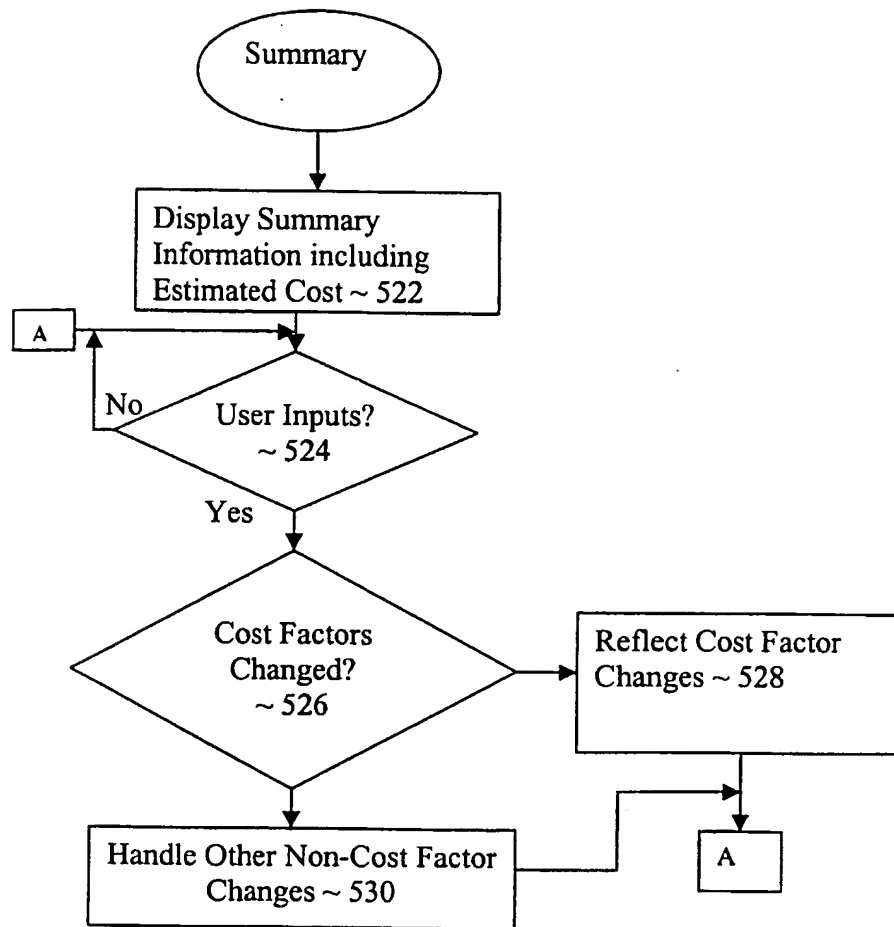 Summary
Display Summary
Information including
Estimated Cost ~ 522
A
No
User Inputs?
~ 524
Yes
Cost Factors
Changed?
~ 526
Reflect Cost Factor
Changes ~ 528
Handle Other Non-Cost Factor
Changes ~ 530
A